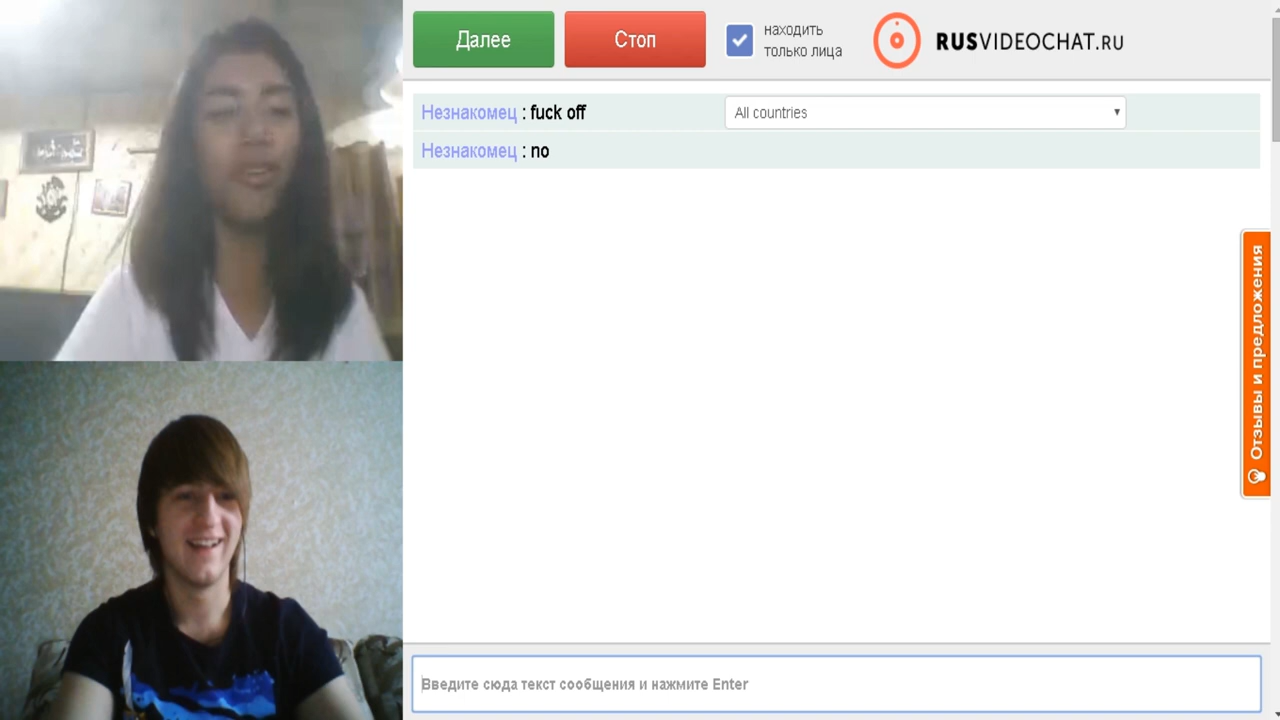 Далее
Стоп
находить
только лица
RUSVIDEOCHAT.RU
Незнакомец : fuck off
All countries
Незнакомец : no
Отзывы и предложения
Введите сюда текст сообщения и нажмите Enter